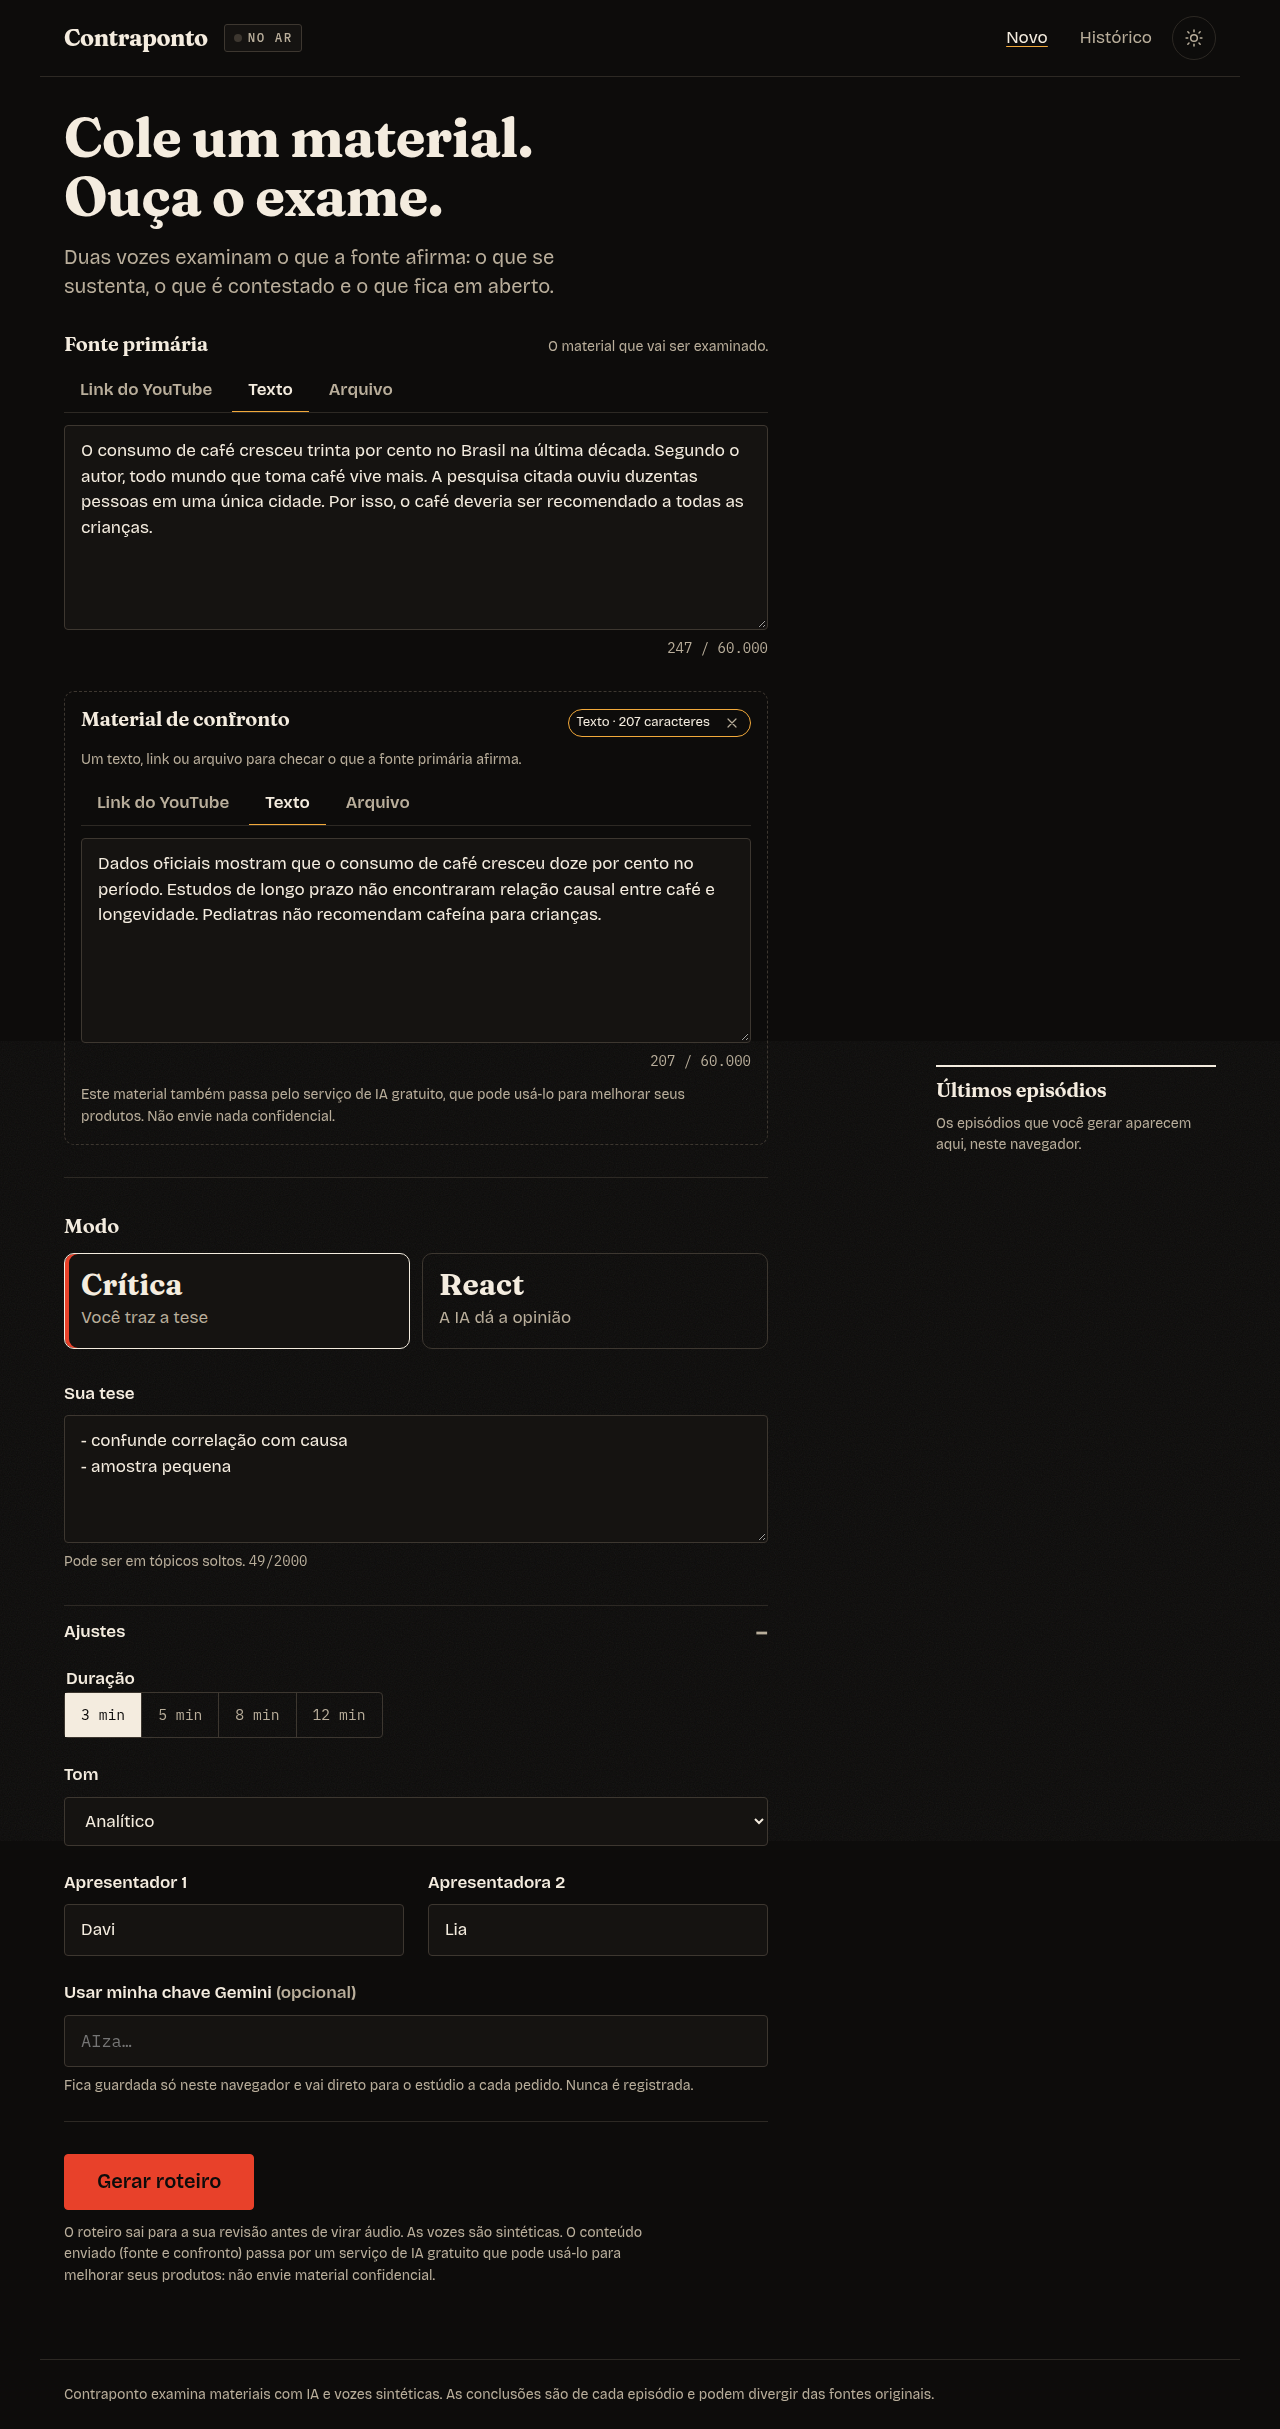 Contraponto
NO AR
Novo
Histórico
Cole um material.
Ouça o exame.
Duas vozes examinam o que a fonte afirma: o que se
sustenta, o que é contestado e o que fica em aberto.
Fonte primária
O material que vai ser examinado.
Link do YouTube
Texto
Arquivo
O consumo de café cresceu trinta por cento no Brasil na última década. Segundo o
autor, todo mundo que toma café vive mais. A pesquisa citada ouviu duzentas
pessoas em uma única cidade. Por isso, o café deveria ser recomendado a todas as
crianças.
247 / 60.000
Material de confronto
Texto · 207 caracteres
Um texto, link ou arquivo para checar o que a fonte primária afirma.
Link do YouTube
Texto
Arquivo
Dados oficiais mostram que o consumo de café cresceu doze por cento no
período. Estudos de longo prazo não encontraram relação causal entre café e
longevidade. Pediatras não recomendam cafeína para crianças.
207 / 60.000
Este material também passa pelo serviço de IA gratuito, que pode usá-lo para melhorar seus
produtos. Não envie nada confidencial.
Últimos episódios
Os episódios que você gerar aparecem
aqui, neste navegador.
Modo
Crítica
Você traz a tese
React
A IA dá a opinião
Sua tese
- confunde correlação com causa
- amostra pequena
Pode ser em tópicos soltos. 49/2000
Ajustes
Duração
3 min
5 min
8 min
12 min
Tom
Analítico
Apresentador 1
Apresentadora 2
Davi
Lia
Usar minha chave Gemini (opcional)
AIza…
Fica guardada só neste navegador e vai direto para o estúdio a cada pedido. Nunca é registrada.
Gerar roteiro
O roteiro sai para a sua revisão antes de virar áudio. As vozes são sintéticas. O conteúdo
enviado (fonte e confronto) passa por um serviço de IA gratuito que pode usá-lo para
melhorar seus produtos: não envie material confidencial.
Contraponto examina materiais com IA e vozes sintéticas. As conclusões são de cada episódio e podem divergir das fontes originais.